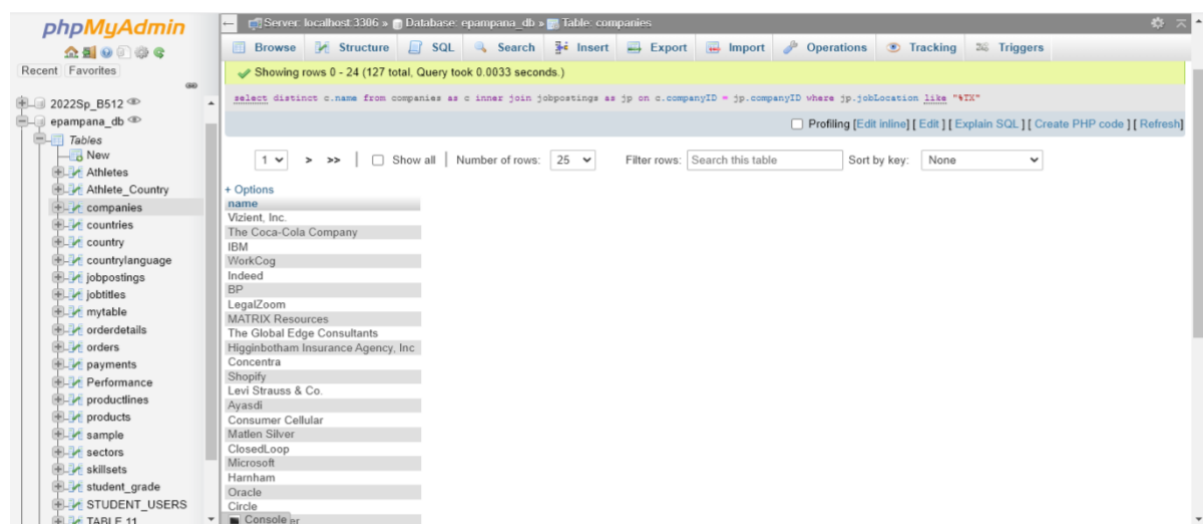 phpMyAdmin
Recent Favorites
2022Sp_B512
epampana_db
Tables
New
Athletes
Athlete_Country
companies
countries
country
countrylanguage
jobpostings
jobtitles
mytable
orderdetails
orders
payments
Performance
productlines
products
sample
sectors
skillsets
student_grade
STUDENT_USERS
TABLE 11
Server: localhost:3306 » Database: epampana_db » Table: companies
Browse Structure SQL Search Insert Export Import Operations Tracking Triggers
Showing rows 0 - 24 (127 total, Query took 0.0033 seconds.)
select distinct c.name from companies as c inner join jobpostings as jp on c.companyID = jp.companyID where jp.jobLocation like "%TX"
Profiling [Edit inline] [ Edit ] [ Explain SQL ] [ Create PHP code ] [ Refresh]
1 > >> Show all Number of rows: 25 Filter rows: Search this table Sort by key: None
+ Options
name
Vizient, Inc.
The Coca-Cola Company
IBM
WorkCog
Indeed
BP
LegalZoom
MATRIX Resources
The Global Edge Consultants
Higginbotham Insurance Agency, Inc
Concentra
Shopify
Levi Strauss & Co.
Ayasdi
Consumer Cellular
Matlen Silver
ClosedLoop
Microsoft
Harnham
Oracle
Circle
Console